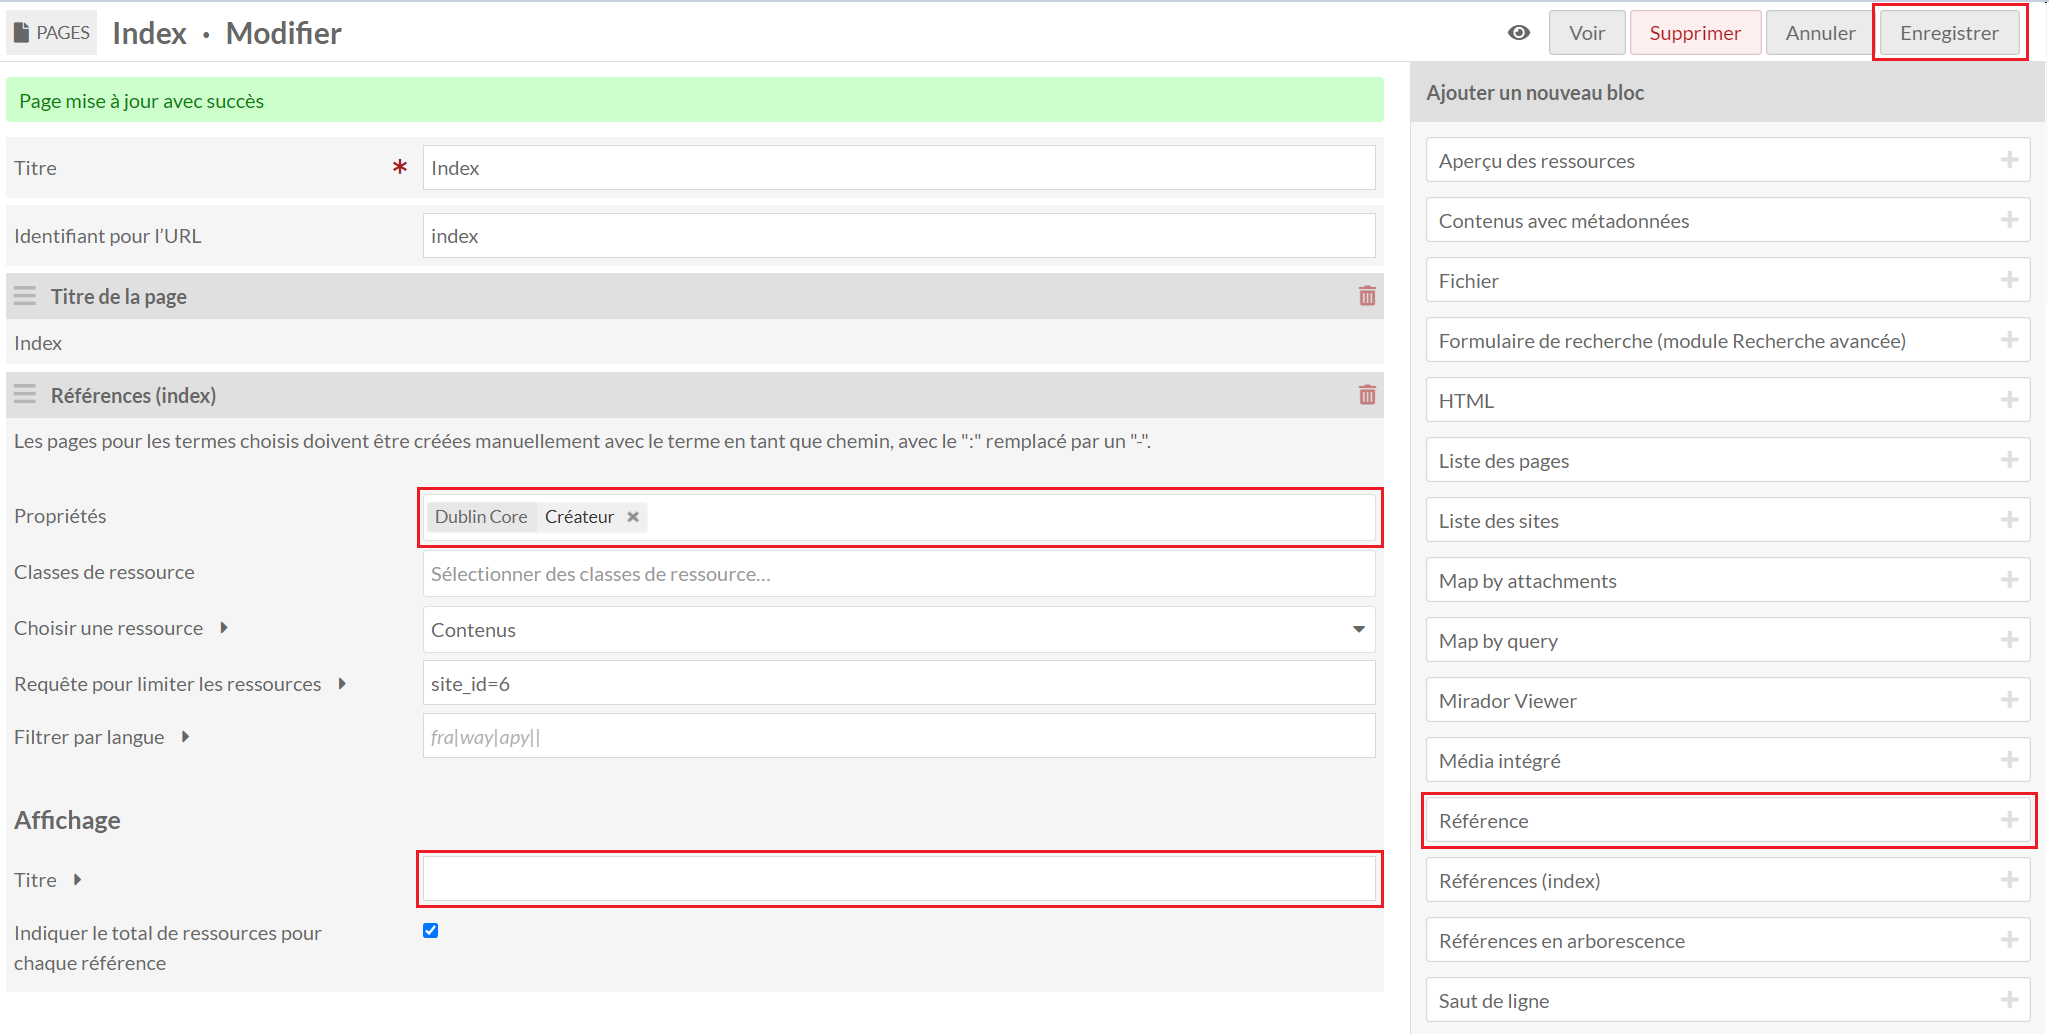 PAGES Index • Modifier
Voir
Supprimer
Annuler
Enregistrer
Page mise à jour avec succès
Titre * Index
Identifiant pour l’URL index
Titre de la page
Index
Références (index)
Les pages pour les termes choisis doivent être créées manuellement avec le terme en tant que chemin, avec le ":" remplacé par un "-".
Propriétés Dublin Core Créateur ×
Classes de ressource Sélectionner des classes de ressource...
Choisir une ressource Contenus
Requête pour limiter les ressources site_id=6
Filtrer par langue fra|way|apy||
Affichage
Titre
Indiquer le total de ressources pour
chaque référence
Ajouter un nouveau bloc
Aperçu des ressources
Contenus avec métadonnées
Fichier
Formulaire de recherche (module Recherche avancée)
HTML
Liste des pages
Liste des sites
Map by attachments
Map by query
Mirador Viewer
Média intégré
Référence
Références (index)
Références en arborescence
Saut de ligne